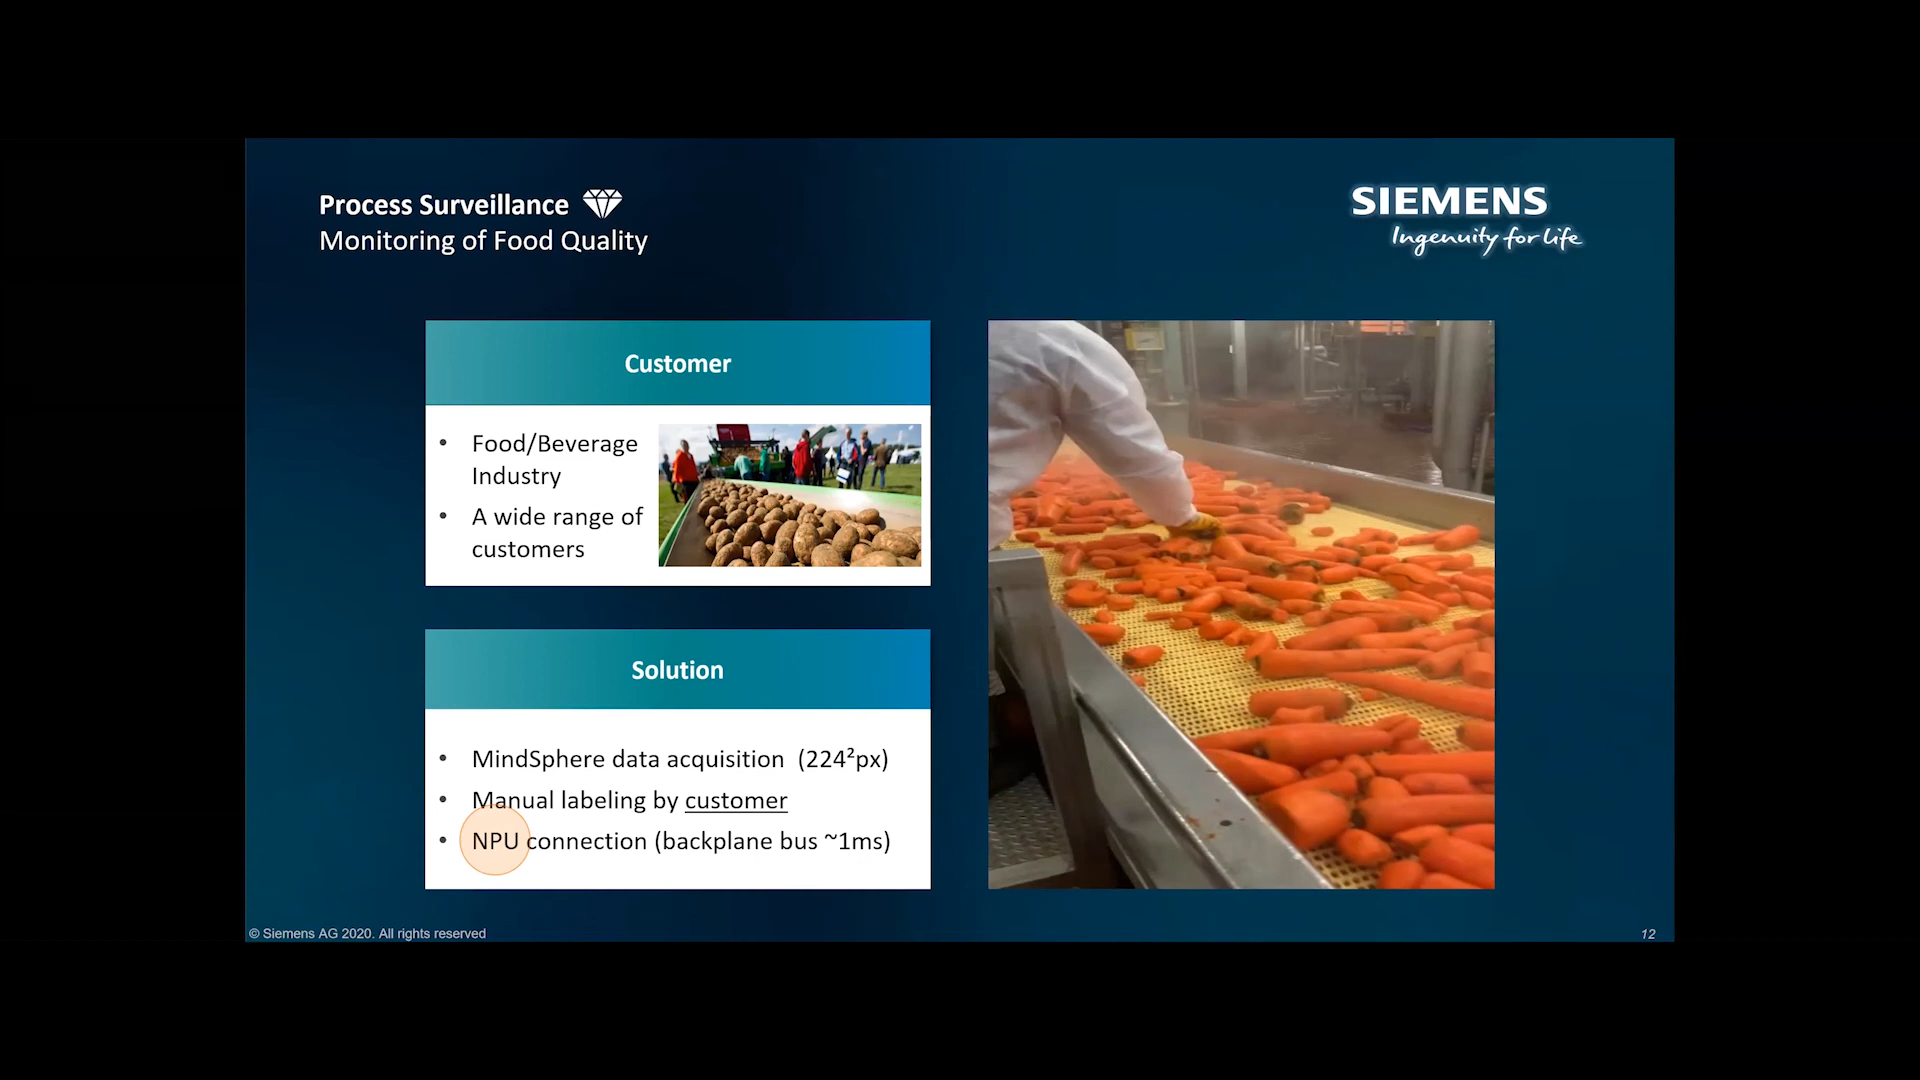 Process Surveillance
Monitoring of Food Quality
SIEMENS
Ingenuity for life
Customer
• Food/Beverage
Industry
• A wide range of
customers
Solution
• MindSphere data acquisition (224²px)
• Manual labeling by customer
• NPU connection (backplane bus ~1ms)
© Siemens AG 2020. All rights reserved
12